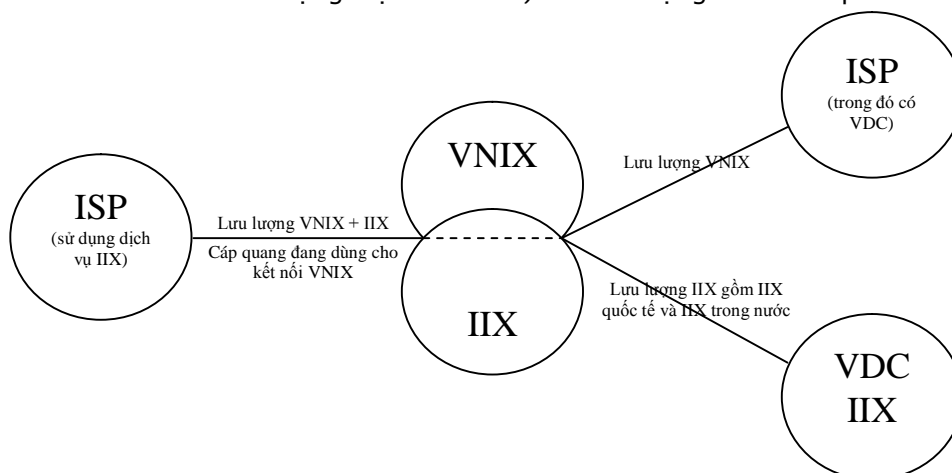 ISP
(sử dụng dịch
vụ IIX)
Lưu lượng VNIX + IIX
Cáp quang đang dùng cho
kết nối VNIX
VNIX
IIX
Lưu lượng VNIX
ISP
(trong đó có
VDC)
Lưu lượng IIX gồm IIX
quốc tế và IIX trong nước
VDC
IIX